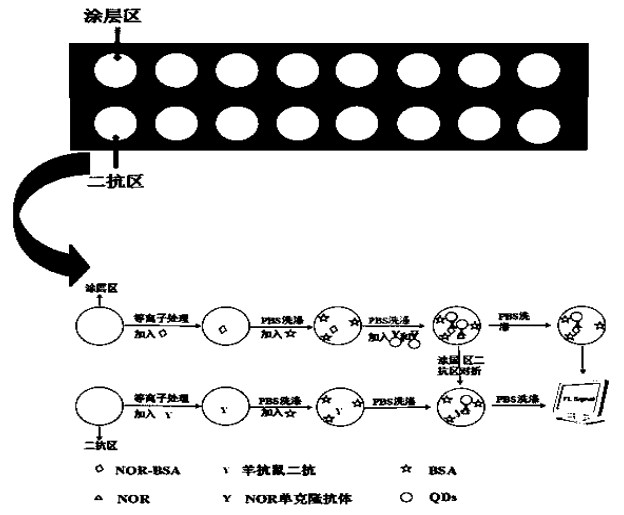 涂层区
二抗区
涂层区
等离子处理
加入
PBS洗涤
加入
PBS洗涤
加入
PBS洗
涤
涂层 区二
抗区对折
等离子处理
加入
PBS洗涤
加入
PBS洗涤
PBS洗涤
FL Signal
二抗区
NOR-BSA
羊抗鼠二抗
BSA
NOR
NOR单克隆抗体
QDs